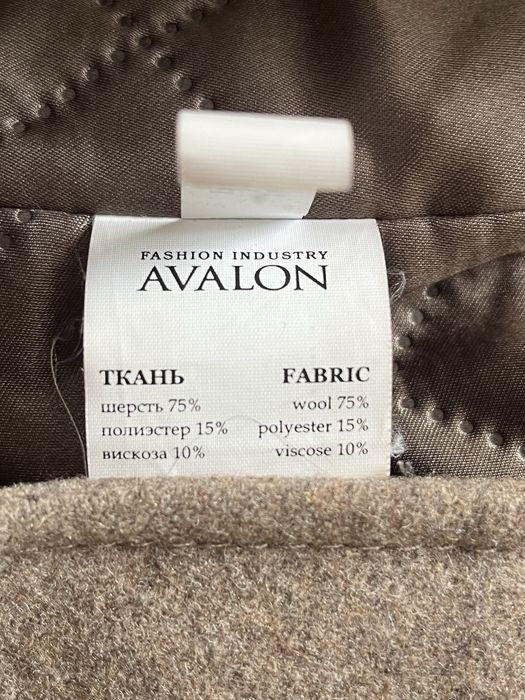 FASHION INDUSTRY
AVALON
ТКАНЬ FABRIC
шерсть 75% wool 75%
полиэстер 15% polyester 15%
вискоза 10% viscose 10%